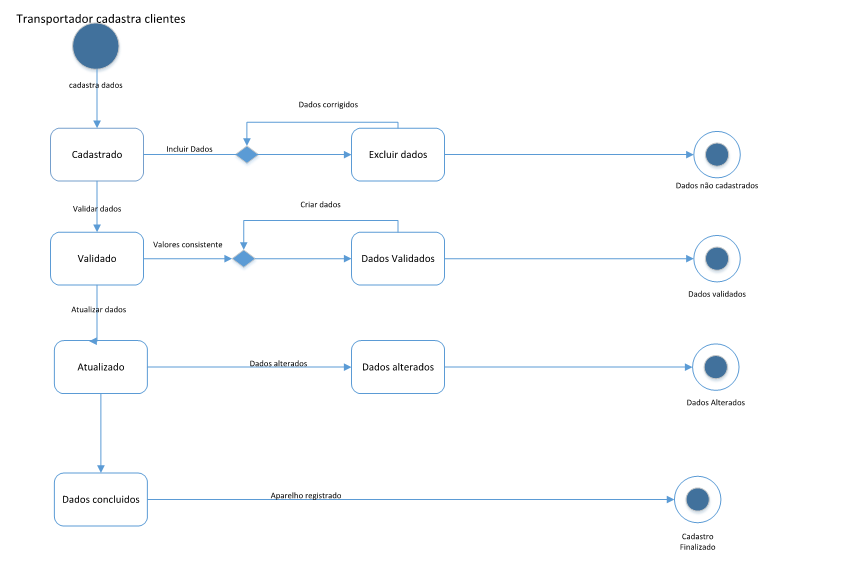 Transportador cadastra clientes
cadastra dados
Dados corrigidos
Cadastrado
Incluir Dados
Excluir dados
Dados não cadastrados
Validar dados
Criar dados
Valores consistente
Validado
Dados Validados
Dados validados
Atualizar dados
Atualizado
Dados alterados
Dados alterados
Dados Alterados
Dados concluidos
Aparelho registrado
Cadastro
Finalizado